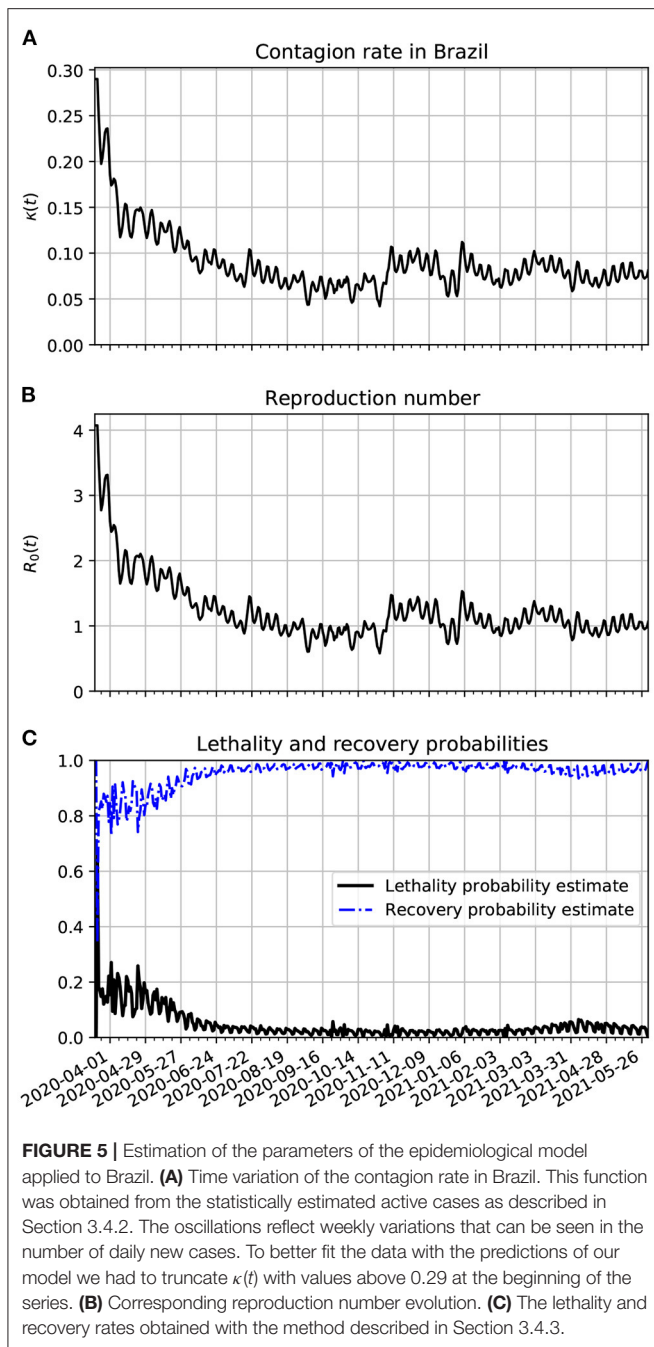 A
Contagion rate in Brazil
0.30
0.25
0.20
0.15
0.10
0.05
0.00
κ(t)
B
Reproduction number
4
3
2
1
0
R₀(t)
C
Lethality and recovery probabilities
1.0
0.8
0.6
0.4
0.2
0.0
Lethality probability estimate
Recovery probability estimate
2020-04-01
2020-04-29
2020-05-27
2020-06-24
2020-07-22
2020-08-19
2020-09-16
2020-10-14
2020-11-11
2020-12-09
2021-01-06
2021-02-03
2021-03-03
2021-03-31
2021-04-28
2021-05-26
FIGURE 5 | Estimation of the parameters of the epidemiological model
applied to Brazil. (A) Time variation of the contagion rate in Brazil. This function
was obtained from the statistically estimated active cases as described in
Section 3.4.2. The oscillations reflect weekly variations that can be seen in the
number of daily new cases. To better fit the data with the predictions of our
model we had to truncate κ(t) with values above 0.29 at the beginning of the
series. (B) Corresponding reproduction number evolution. (C) The lethality and
recovery rates obtained with the method described in Section 3.4.3.